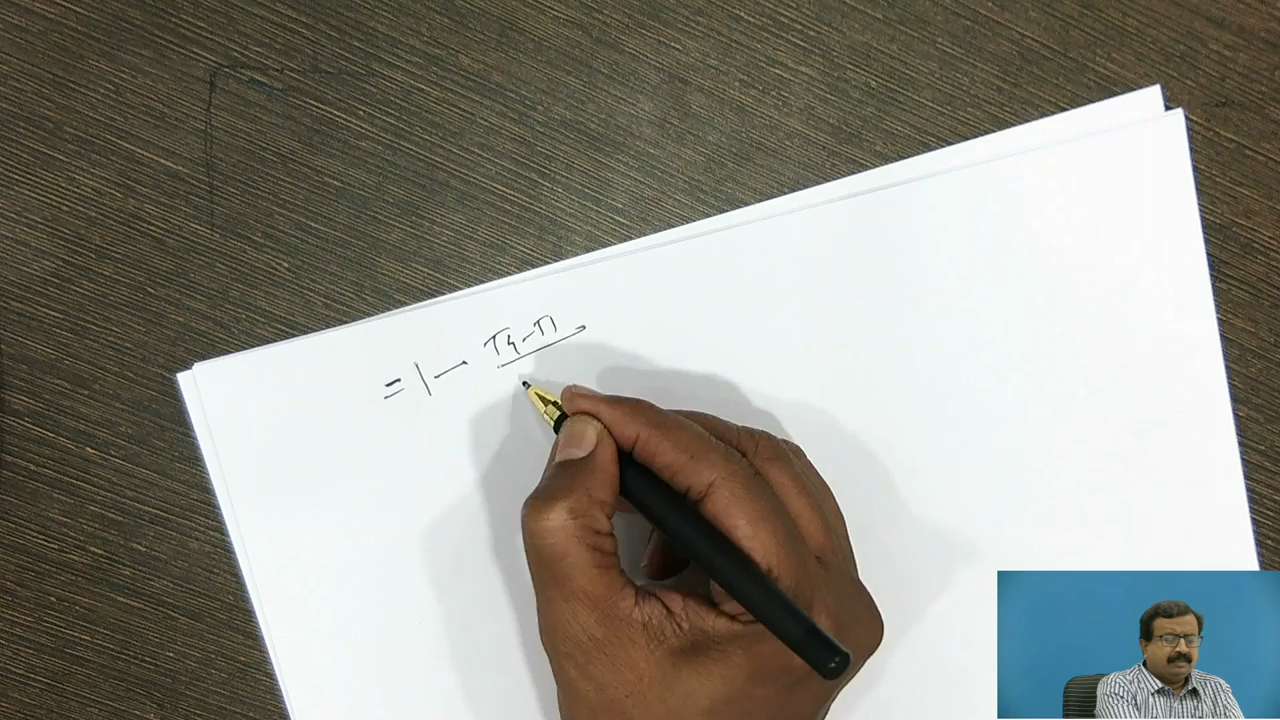 = 1 - T4-T1